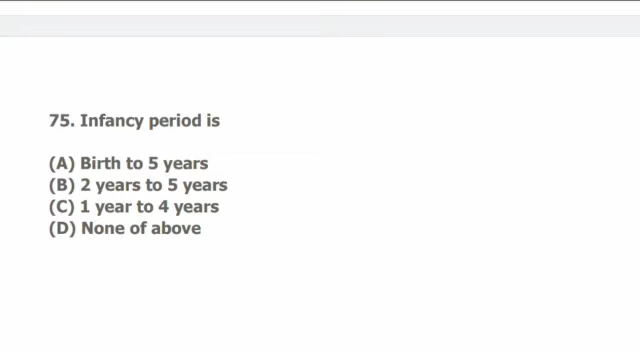 75. Infancy period is
(A) Birth to 5 years
(B) 2 years to 5 years
(C) 1 year to 4 years
(D) None of above